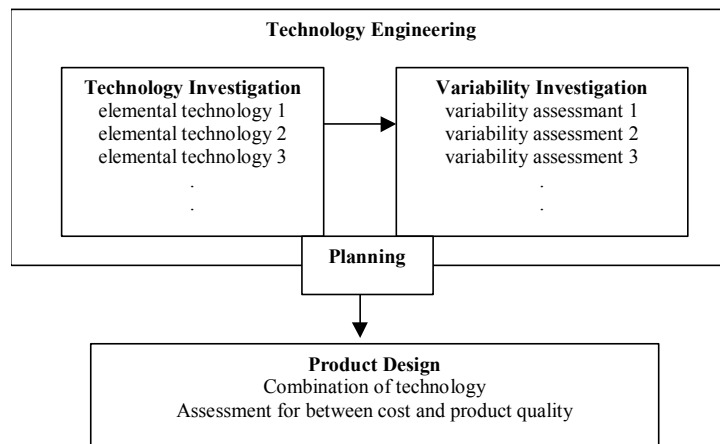 Technology Engineering
Technology Investigation
elemental technology 1
elemental technology 2
elemental technology 3
.
.
Variability Investigation
variability assessmant 1
variability assessment 2
variability assessment 3
.
.
Planning
Product Design
Combination of technology
Assessment for between cost and product quality